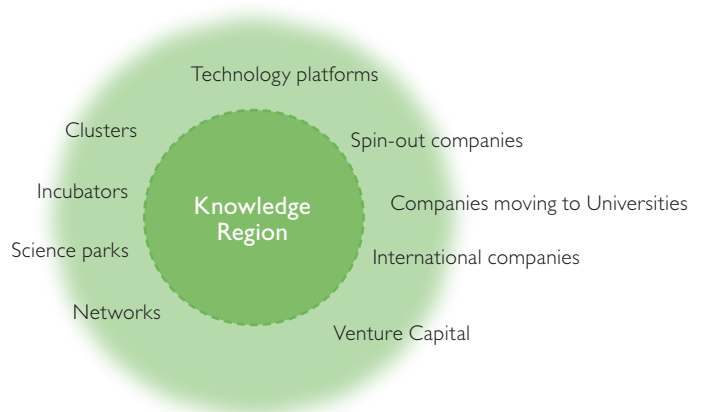 Technology platforms
Clusters
Spin-out companies
Incubators
Knowledge
Region
Companies moving to Universities
Science parks
International companies
Networks
Venture Capital